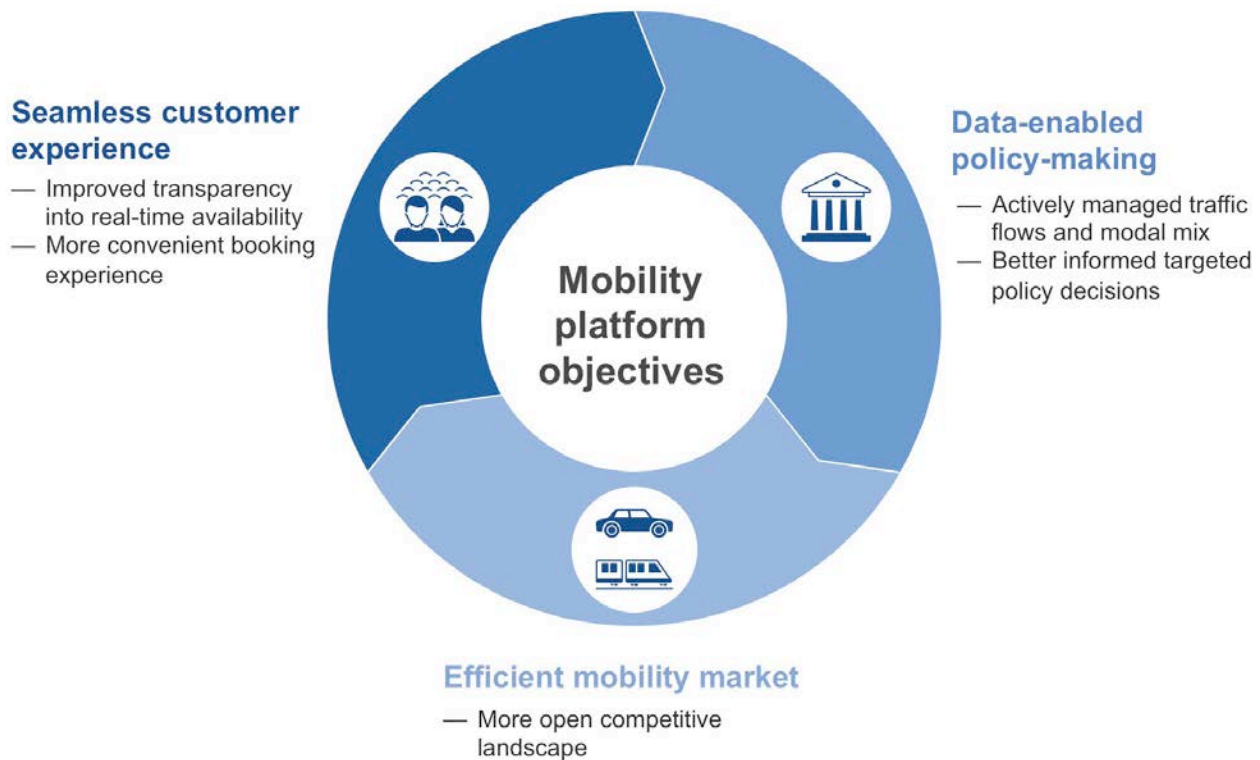 Seamless customer
experience
— Improved transparency
into real-time availability
— More convenient booking
experience
Mobility
platform
objectives
Data-enabled
policy-making
— Actively managed traffic
flows and modal mix
— Better informed targeted
policy decisions
Efficient mobility market
— More open competitive
landscape